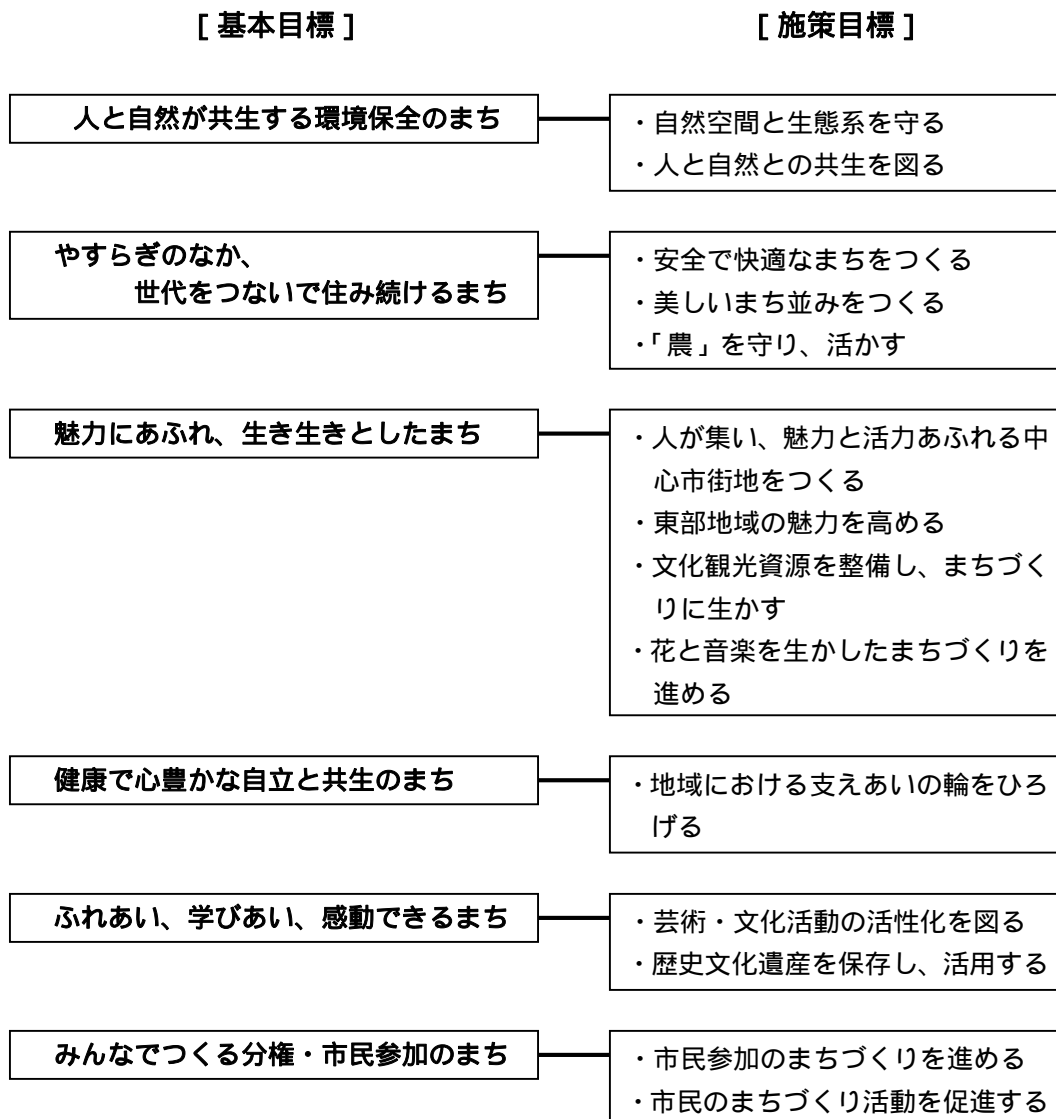 [ 基本目標 ]
[ 施策目標 ]
人と自然が共生する環境保全のまち
・自然空間と生態系を守る
・人と自然との共生を図る
やすらぎのなか、
世代をつないで住み続けるまち
・安全で快適なまちをつくる
・美しいまち並みをつくる
・「農」を守り、活かす
魅力にあふれ、生き生きとしたまち
・人が集い、魅力と活力あふれる中
心市街地をつくる
・東部地域の魅力を高める
・文化観光資源を整備し、まちづく
りに生かす
・花と音楽を生かしたまちづくりを
進める
健康で心豊かな自立と共生のまち
・地域における支えあいの輪をひろ
げる
ふれあい、学びあい、感動できるまち
・芸術・文化活動の活性化を図る
・歴史文化遺産を保存し、活用する
みんなでつくる分権・市民参加のまち
・市民参加のまちづくりを進める
・市民のまちづくり活動を促進する